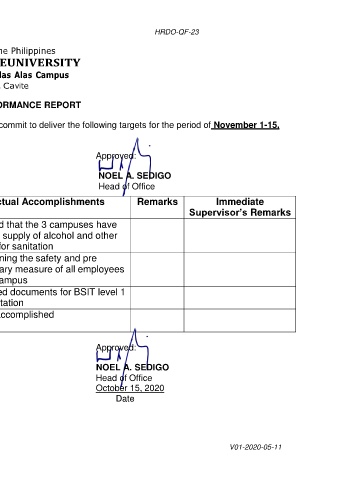 HRDO-QF-23
ne Philippines
EUNIVERSITY
las Alas Campus
, Cavite
ORMANCE REPORT
commit to deliver the following targets for the period of November 1-15,
Approved:
NOEL A. SEDIGO
Head of Office
ctual Accomplishments Remarks Immediate
Supervisor's Remarks
d that the 3 campuses have
supply of alcohol and other
for sanitation
ning the safety and pre
ary measure of all employees
ampus
ed documents for BSIT level 1
tation
accomplished
Approved:
NOEL A. SEDIGO
Head of Office
October 15, 2020
Date
V01-2020-05-11